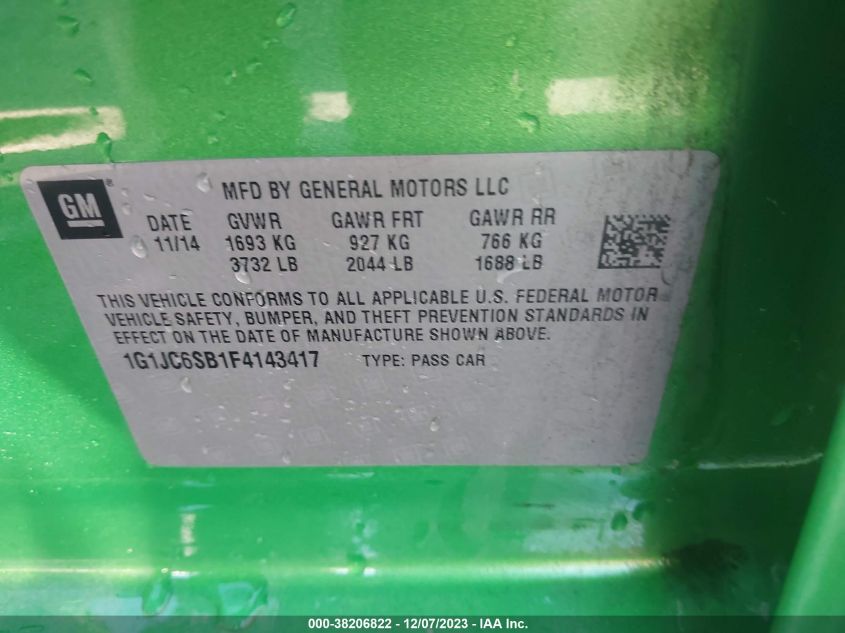 GM
MFD BY GENERAL MOTORS LLC
DATE GVWR GAWR FRT GAWR RR
11/14 1693 KG 927 KG 766 KG
3732 LB 2044 LB 1688 LB
THIS VEHICLE CONFORMS TO ALL APPLICABLE U.S. FEDERAL MOTOR
VEHICLE SAFETY, BUMPER, AND THEFT PREVENTION STANDARDS IN
EFFECT ON THE DATE OF MANUFACTURE SHOWN ABOVE.
1G1JC6SB1F4143417 TYPE: PASS CAR
000-38206822 - 12/07/2023 - IAA Inc.